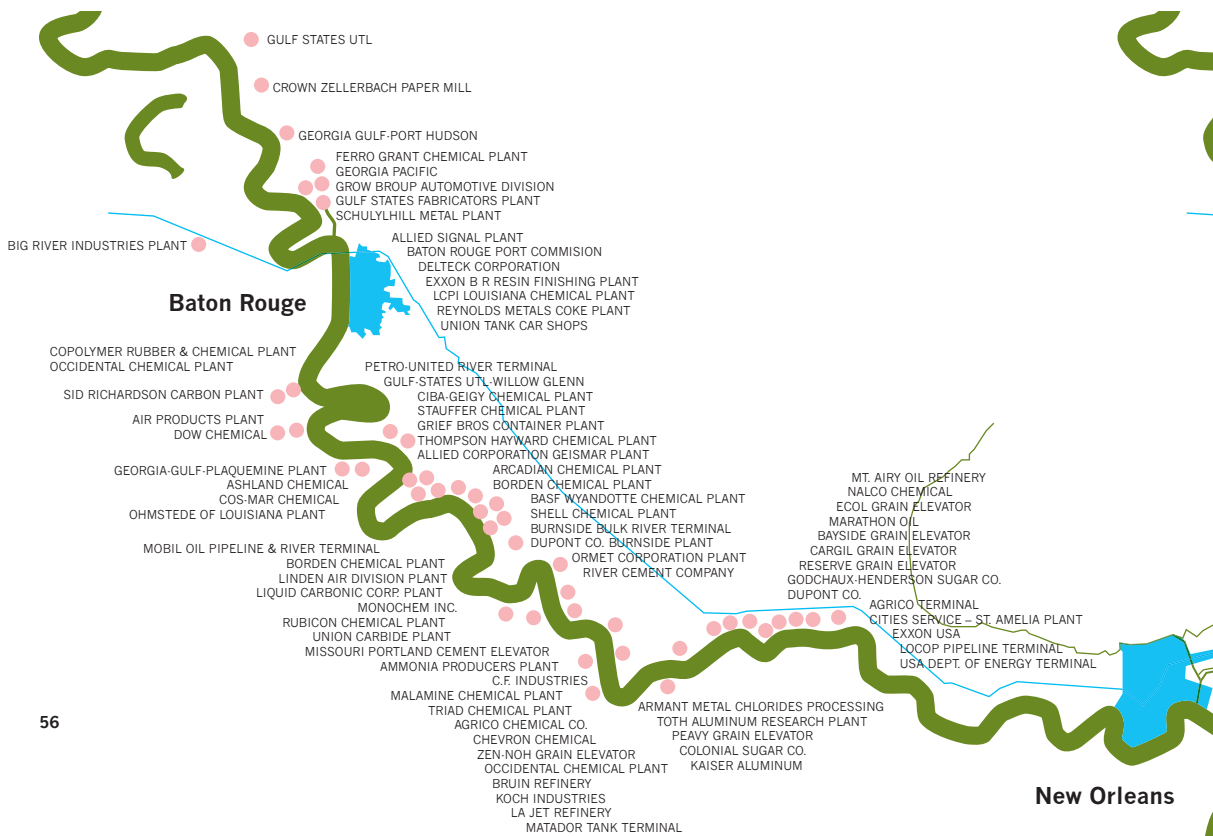 GULF STATES UTL
CROWN ZELLERBACH PAPER MILL
GEORGIA GULF-PORT HUDSON
FERRO GRANT CHEMICAL PLANT
GEORGIA PACIFIC
GROW BROUP AUTOMOTIVE DIVISION
GULF STATES FABRICATORS PLANT
SCHULYLHILL METAL PLANT
BIG RIVER INDUSTRIES PLANT
ALLIED SIGNAL PLANT
BATON ROUGE PORT COMMISION
DELTECK CORPORATION
EXXON B R RESIN FINISHING PLANT
LCPI LOUISIANA CHEMICAL PLANT
REYNOLDS METALS COKE PLANT
UNION TANK CAR SHOPS
Baton Rouge
COPOLYMER RUBBER & CHEMICAL PLANT
OCCIDENTAL CHEMICAL PLANT
SID RICHARDSON CARBON PLANT
AIR PRODUCTS PLANT
DOW CHEMICAL
GEORGIA-GULF-PLAQUEMINE PLANT
ASHLAND CHEMICAL
COS-MAR CHEMICAL
OHMSTEDE OF LOUISIANA PLANT
PETRO-UNITED RIVER TERMINAL
GULF-STATES UTL-WILLOW GLENN
CIBA-GEIGY CHEMICAL PLANT
STAUFFER CHEMICAL PLANT
GRIEF BROS CONTAINER PLANT
THOMPSON HAYWARD CHEMICAL PLANT
ALLIED CORPORATION GEISMAR PLANT
ARCADIAN CHEMICAL PLANT
BORDEN CHEMICAL PLANT
BASF WYANDOTTE CHEMICAL PLANT
SHELL CHEMICAL PLANT
BURNSIDE BULK RIVER TERMINAL
DUPONT CO. BURNSIDE PLANT
ORMET CORPORATION PLANT
RIVER CEMENT COMPANY
MOBIL OIL PIPELINE & RIVER TERMINAL
BORDEN CHEMICAL PLANT
LINDEN AIR DIVISION PLANT
LIQUID CARBONIC CORP PLANT
MONOCHEM INC.
RUBICON CHEMICAL PLANT
UNION CARBIDE PLANT
MISSOURI PORTLAND CEMENT ELEVATOR
AMMONIA PRODUCERS PLANT
C.F. INDUSTRIES
MALAMINE CHEMICAL PLANT
TRIAD CHEMICAL PLANT
AGRICO CHEMICAL CO.
CHEVRON CHEMICAL
ZEN-NOH GRAIN ELEVATOR
OCCIDENTAL CHEMICAL PLANT
BRUIN REFINERY
KOCH INDUSTRIES
LA JET REFINERY
MATADOR TANK TERMINAL
MT. AIRY OIL REFINERY
NALCO CHEMICAL
ECOL GRAIN ELEVATOR
MARATHON OIL
BAYSIDE GRAIN ELEVATOR
CARGIL GRAIN ELEVATOR
RESERVE GRAIN ELEVATOR
GODCHAUX-HENDERSON SUGAR CO.
DUPONT CO.
AGRICO TERMINAL
CITIES SERVICE – ST. AMELIA PLANT
EXXON USA
LOCOP PIPELINE TERMINAL
USA DEPT. OF ENERGY TERMINAL
ARMANT METAL CHLORIDES PROCESSING
TOTH ALUMINUM RESEARCH PLANT
PEAVY GRAIN ELEVATOR
COLONIAL SUGAR CO.
KAISER ALUMINUM
New Orleans
56